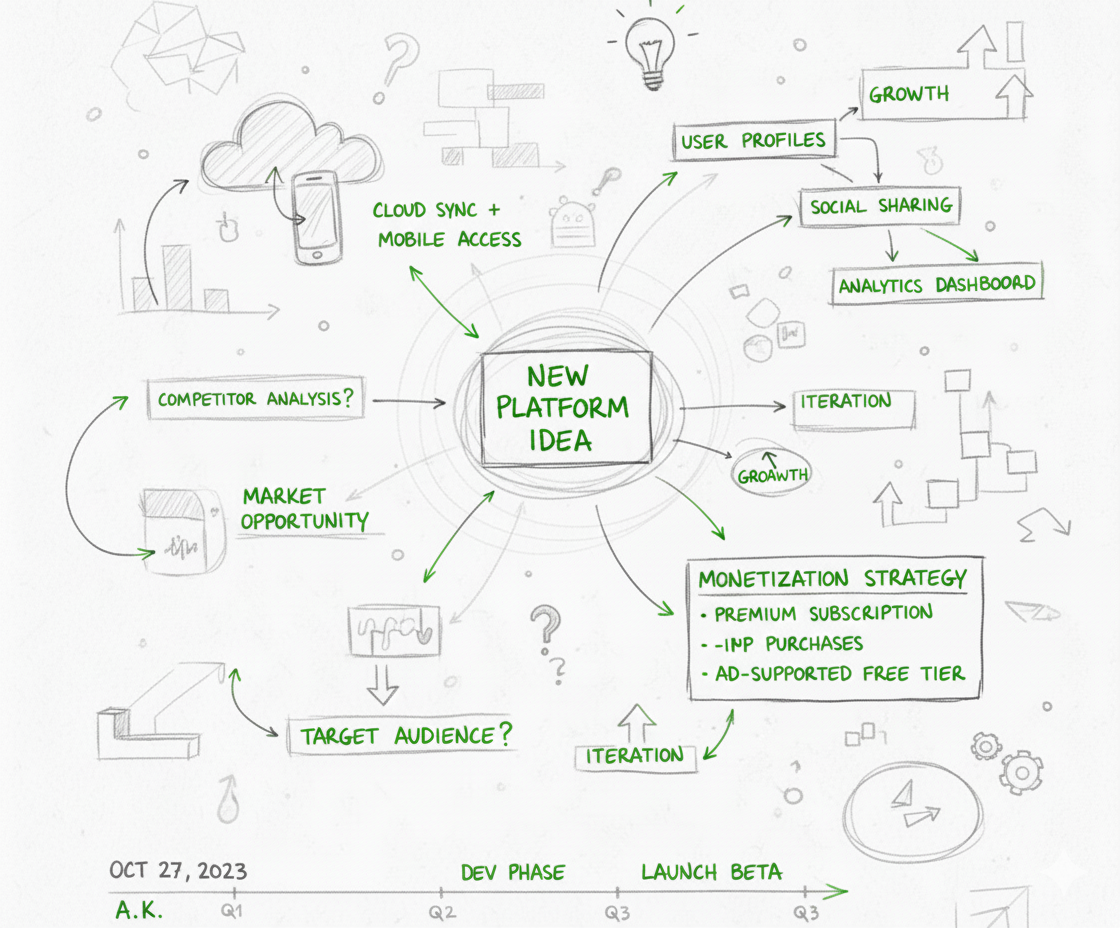 GROWTH
USER PROFILES
SOCIAL SHARING
ANALYTICS DASHBOORD
CLOUD SYNC +
MOBILE ACCESS
NEW
PLATFORM
IDEA
COMPETITOR ANALYSIS?
ITERATION
GROAWTH
MARKET
OPPORTUNITY
MONETIZATION STRATEGY
• PREMIUM SUBSCRIPTION
• -INP PURCHASES
• AD-SUPPORTED FREE TIER
TARGET AUDIENCE?
ITERATION
OCT 27, 2023
DEV PHASE
LAUNCH BETA
A.K.
Q1
Q2
Q3
Q3